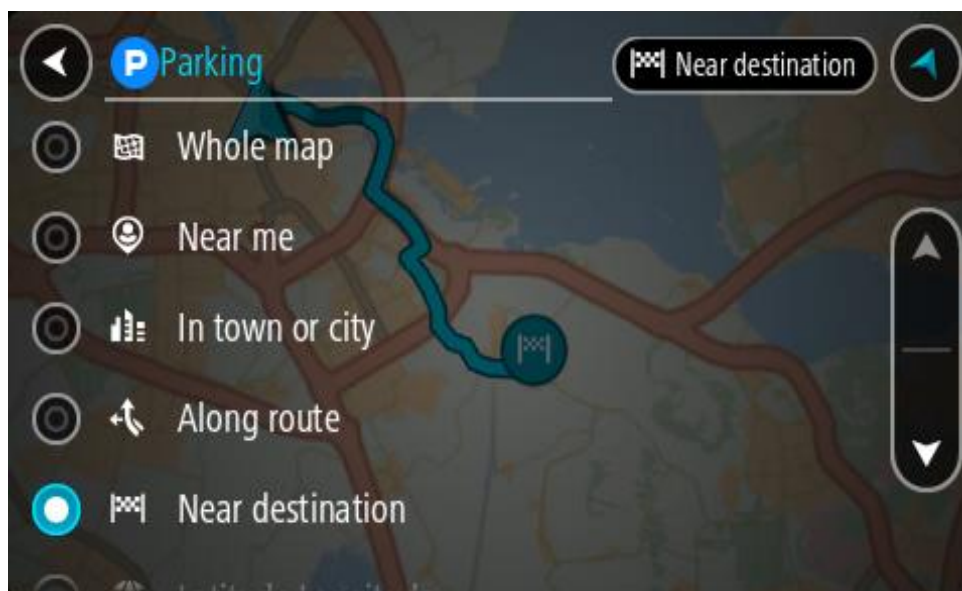 P Parking
Near destination
Whole map
Near me
In town or city
Along route
Near destination